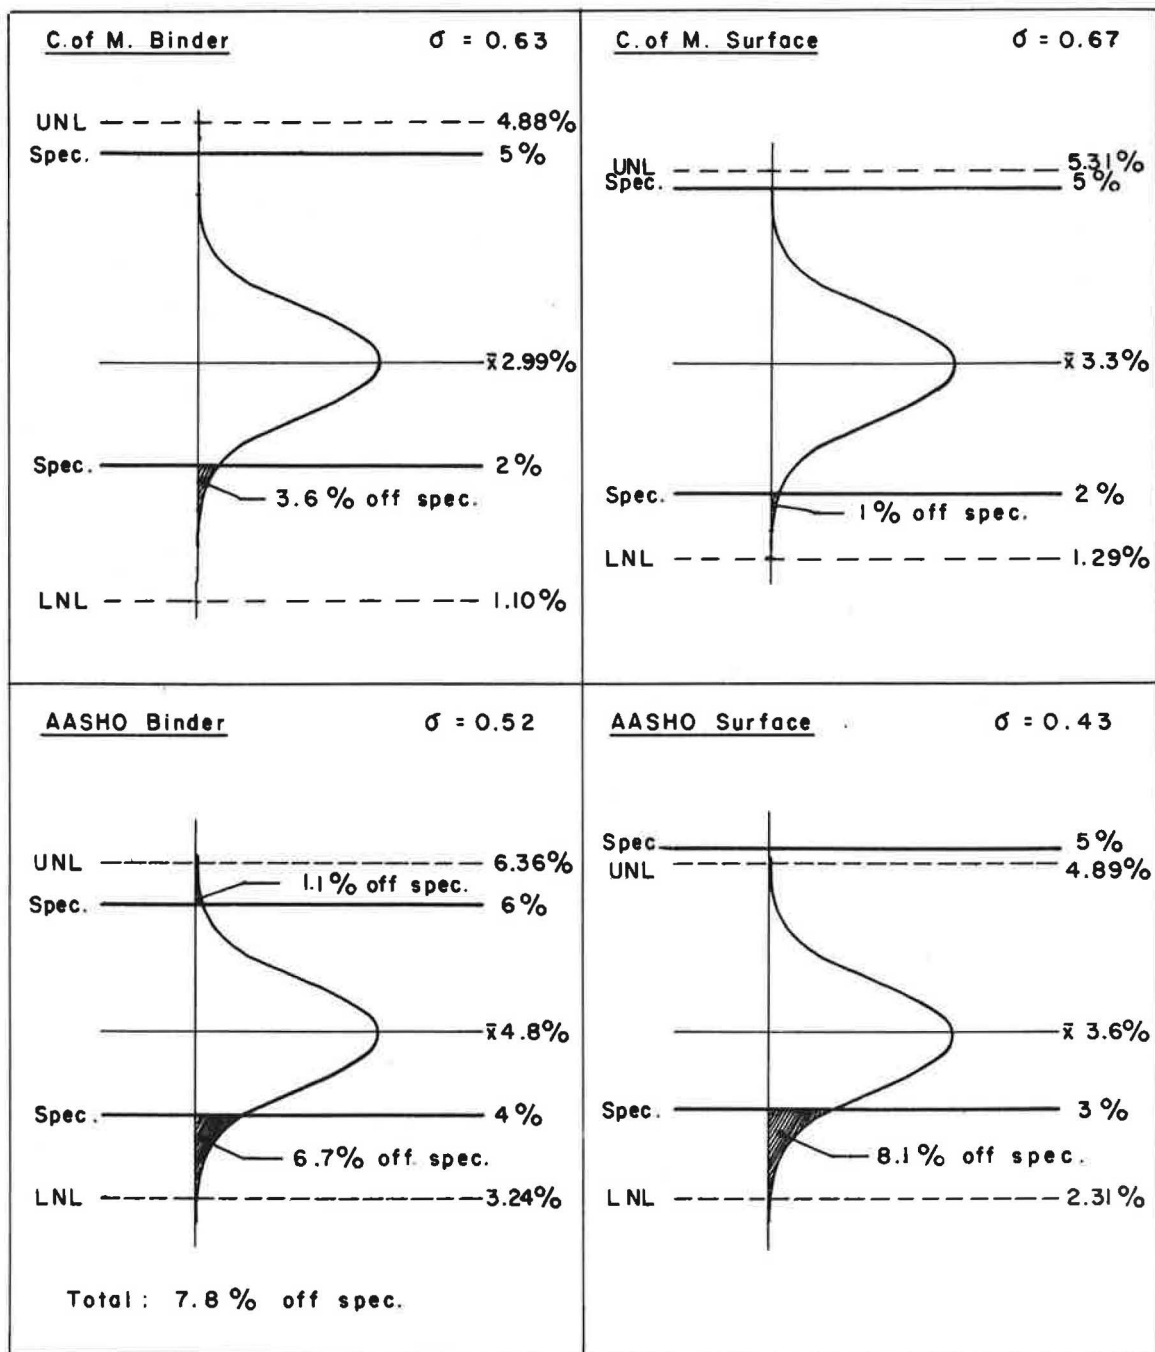 C. of M. Binder σ = 0.63
UNL 4.88%
Spec. 5%
x̄ 2.99%
Spec. 2%
3.6% off spec.
LNL 1.10%
C. of M. Surface σ = 0.67
UNL 5.31%
Spec. 5%
x̄ 3.3%
Spec. 2%
1% off spec.
LNL 1.29%
AASHO Binder σ = 0.52
UNL 6.36%
1.1% off spec.
Spec. 6%
x̄ 4.8%
Spec. 4%
6.7% off spec.
LNL 3.24%
Total: 7.8% off spec.
AASHO Surface σ = 0.43
Spec. 5%
UNL 4.89%
x̄ 3.6%
Spec. 3%
8.1% off spec.
LNL 2.31%